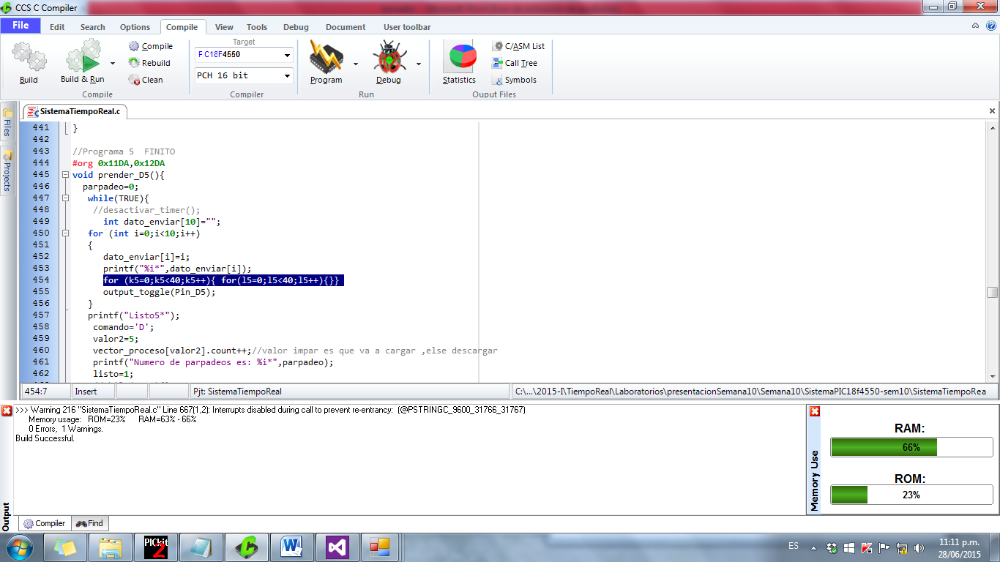 CCS C Compiler
File Edit Search Options Compile View Tools Debug Document User toolbar
Build
Build & Run
Compile
Rebuild
Clean
Compile
Target
PIC18F4550
PCH 16 bit
Compiler
Program
Debug
Run
Statistics
C/ASM List
Call Tree
Symbols
Ouput Files
Files
Projects
SistemaTiempoReal.c
441 }
442
443 //Programa 5  FINITO
444 #org 0x11DA,0x12DA
445 void prender_D5(){
446 parpadeo=0;
447 while(TRUE){
448 //desactivar_timer();
449 int dato_enviar[10]="";
450 for (int i=0;i<10;i++)
451 {
452 dato_enviar[i]=i;
453 printf("%i*",dato_enviar[i]);
454 for (k5=0;k5<40;k5++){ for(l5=0;l5<40;l5++){}}
455 output_toggle(Pin_D5);
456 }
457 printf("Listo5*");
458 comando='D';
459 valor2=5;
460 vector_proceso[valor2].count++;//valor impar es que va a cargar ,else descargar
461 printf("Numero de parpadeos es: %i*",parpadeo);
462 listo=1;
454:7 Insert Pjt: SistemaTiempoReal C:\...\2015-I\TiempoReal\Laboratorios\presentacionSemana10\Semana10\SistemaPIC18f4550-sem10\SistemaTiempoRea
>>> Warning 216 "SistemaTiempoReal.c" Line 667(1,2): Interrupts disabled during call to prevent re-entrancy: (@PSTRINGC_9600_31766_31767)
Memory usage: ROM=23% RAM=63% - 66%
0 Errors, 1 Warnings.
Build Successful.
Output
Compiler Find
Memory Use
RAM:
66%
ROM:
23%
PICkit
2
ES
11:11 p.m.
28/06/2015